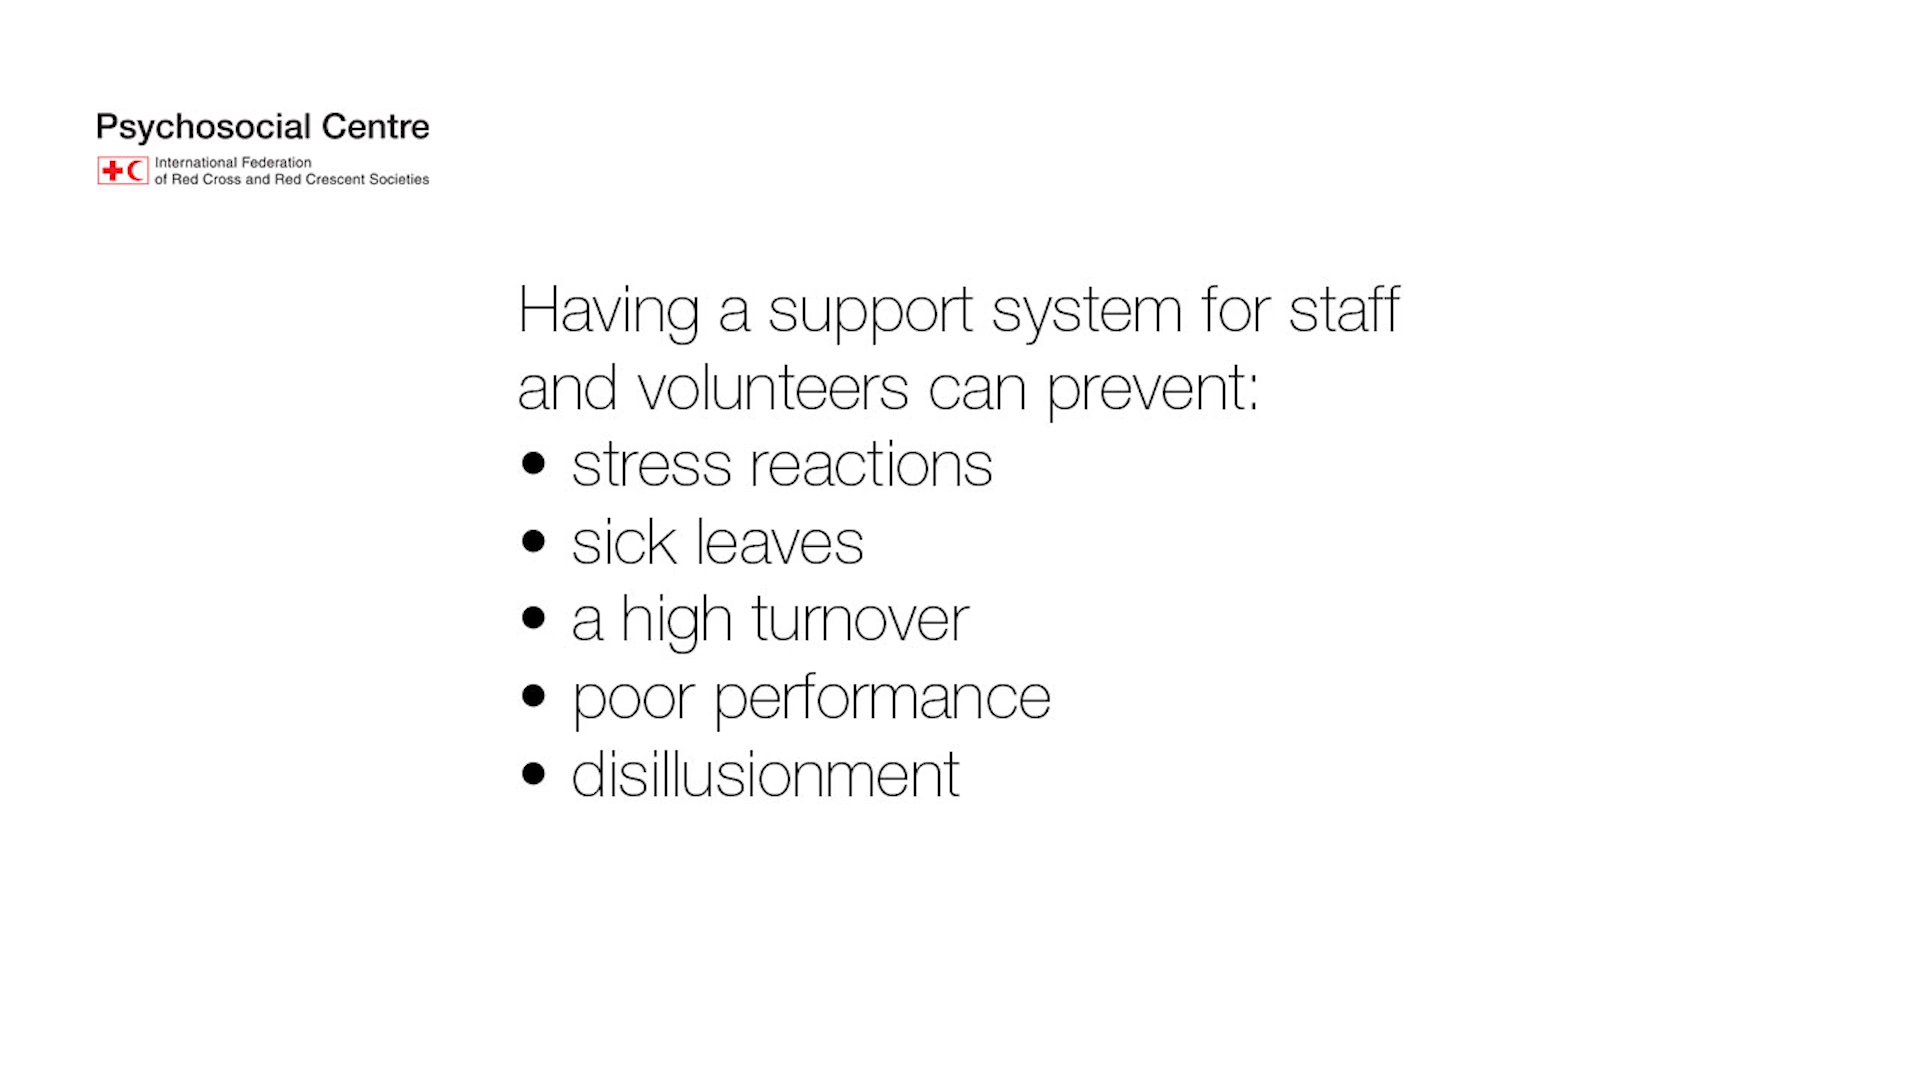 Psychosocial Centre
International Federation
of Red Cross and Red Crescent Societies
Having a support system for staff
and volunteers can prevent:
• stress reactions
• sick leaves
• a high turnover
• poor performance
• disillusionment